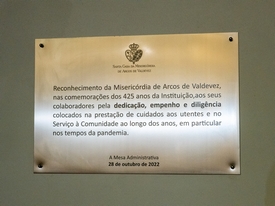 Santa Casa da Misericórdia
de Arcos de Valdevez
Reconhecimento da Misericórdia de Arcos de Valdevez,
nas comemorações dos 425 anos da Instituição,aos seus
colaboradores pela dedicação, empenho e diligência
colocados na prestação de cuidados aos utentes e no
Serviço à Comunidade ao longo dos anos, em particular
nos tempos da pandemia.
A Mesa Administrativa
28 de outubro de 2022